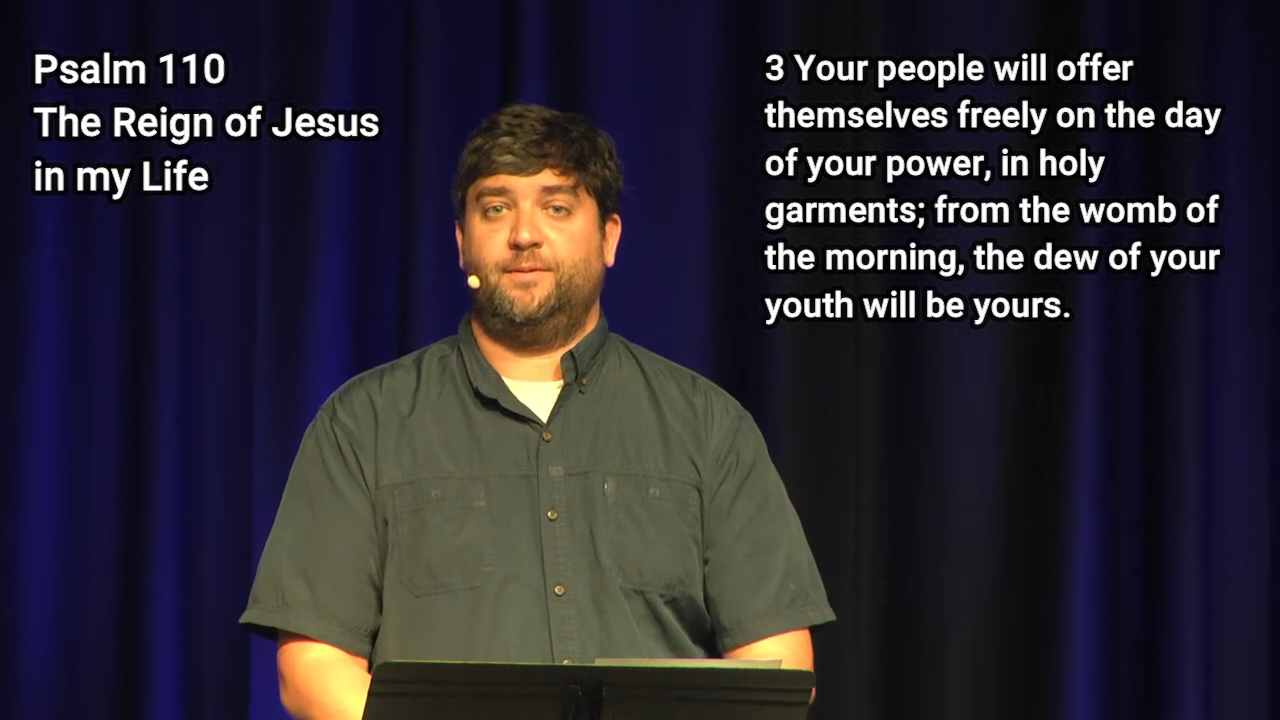 Psalm 110
The Reign of Jesus
in my Life
3 Your people will offer
themselves freely on the day
of your power, in holy
garments; from the womb of
the morning, the dew of your
youth will be yours.